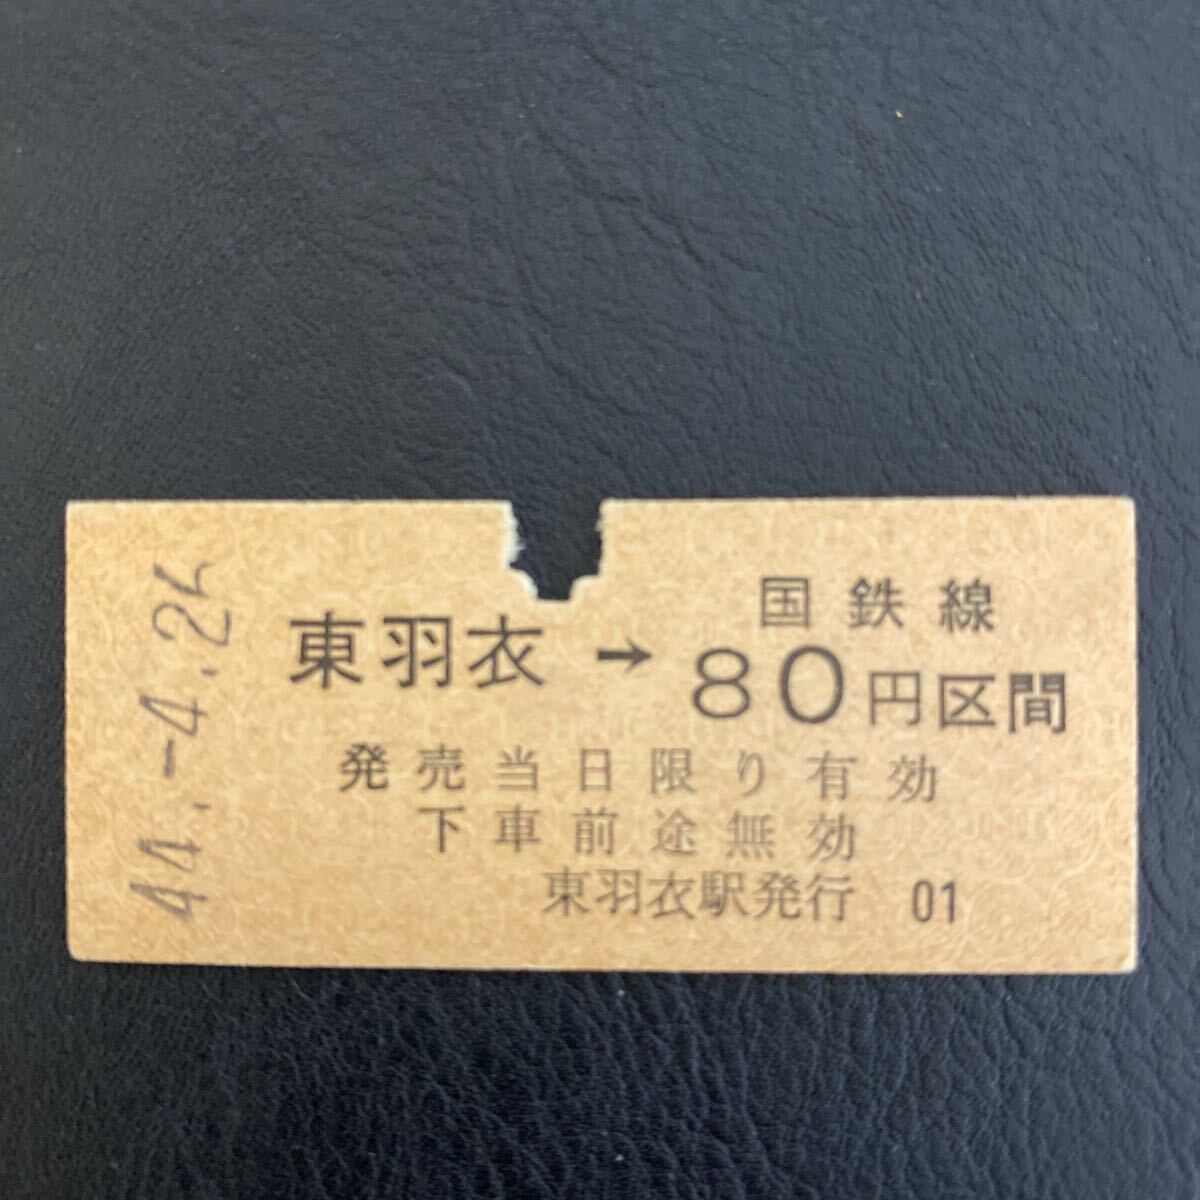 44.-4.26
東羽衣 → 国鉄線
80円区間
発売当日限り有効
下車前途無効
東羽衣駅発行 01